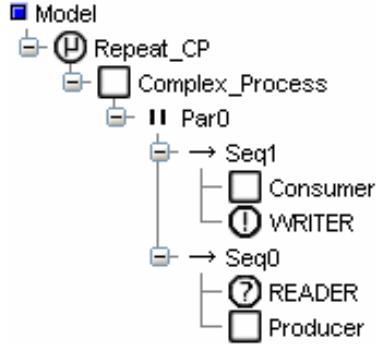 Model
Repeat_CP
Complex_Process
Par0
Seq1
Consumer
WRITER
Seq0
READER
Producer